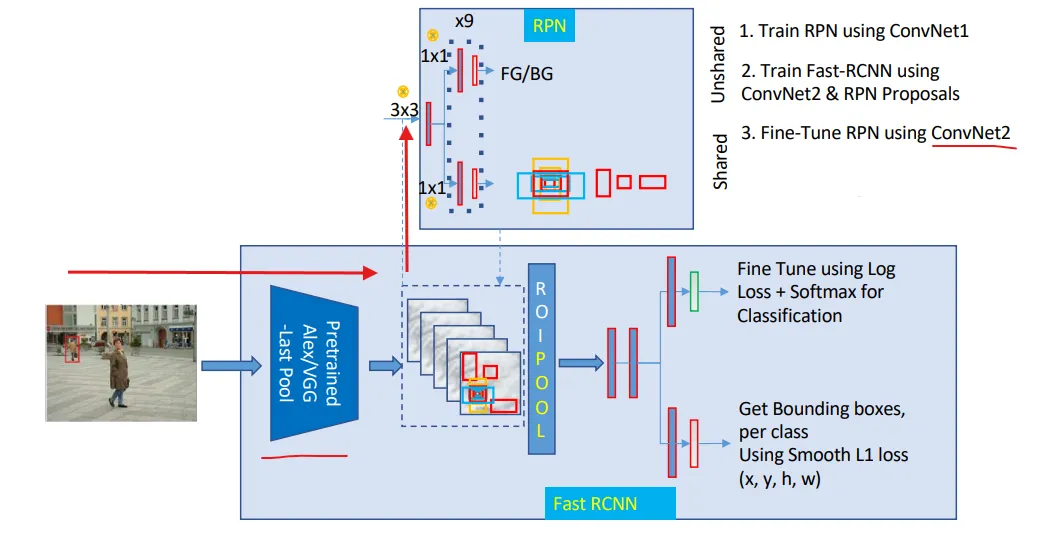 x9
RPN
1x1
FG/BG
3x3
1x1
Unshared
1. Train RPN using ConvNet1
2. Train Fast-RCNN using
ConvNet2 & RPN Proposals
Shared
3. Fine-Tune RPN using ConvNet2
Pretrained
Alex/VGG
-Last Pool
ROI POOL
Fine Tune using Log
Loss + Softmax for
Classification
Get Bounding boxes,
per class
Using Smooth L1 loss
(x, y, h, w)
Fast RCNN